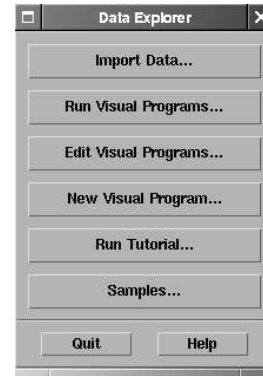 Data Explorer
Import Data...
Run Visual Programs...
Edit Visual Programs...
New Visual Program...
Run Tutorial...
Samples...
Quit Help